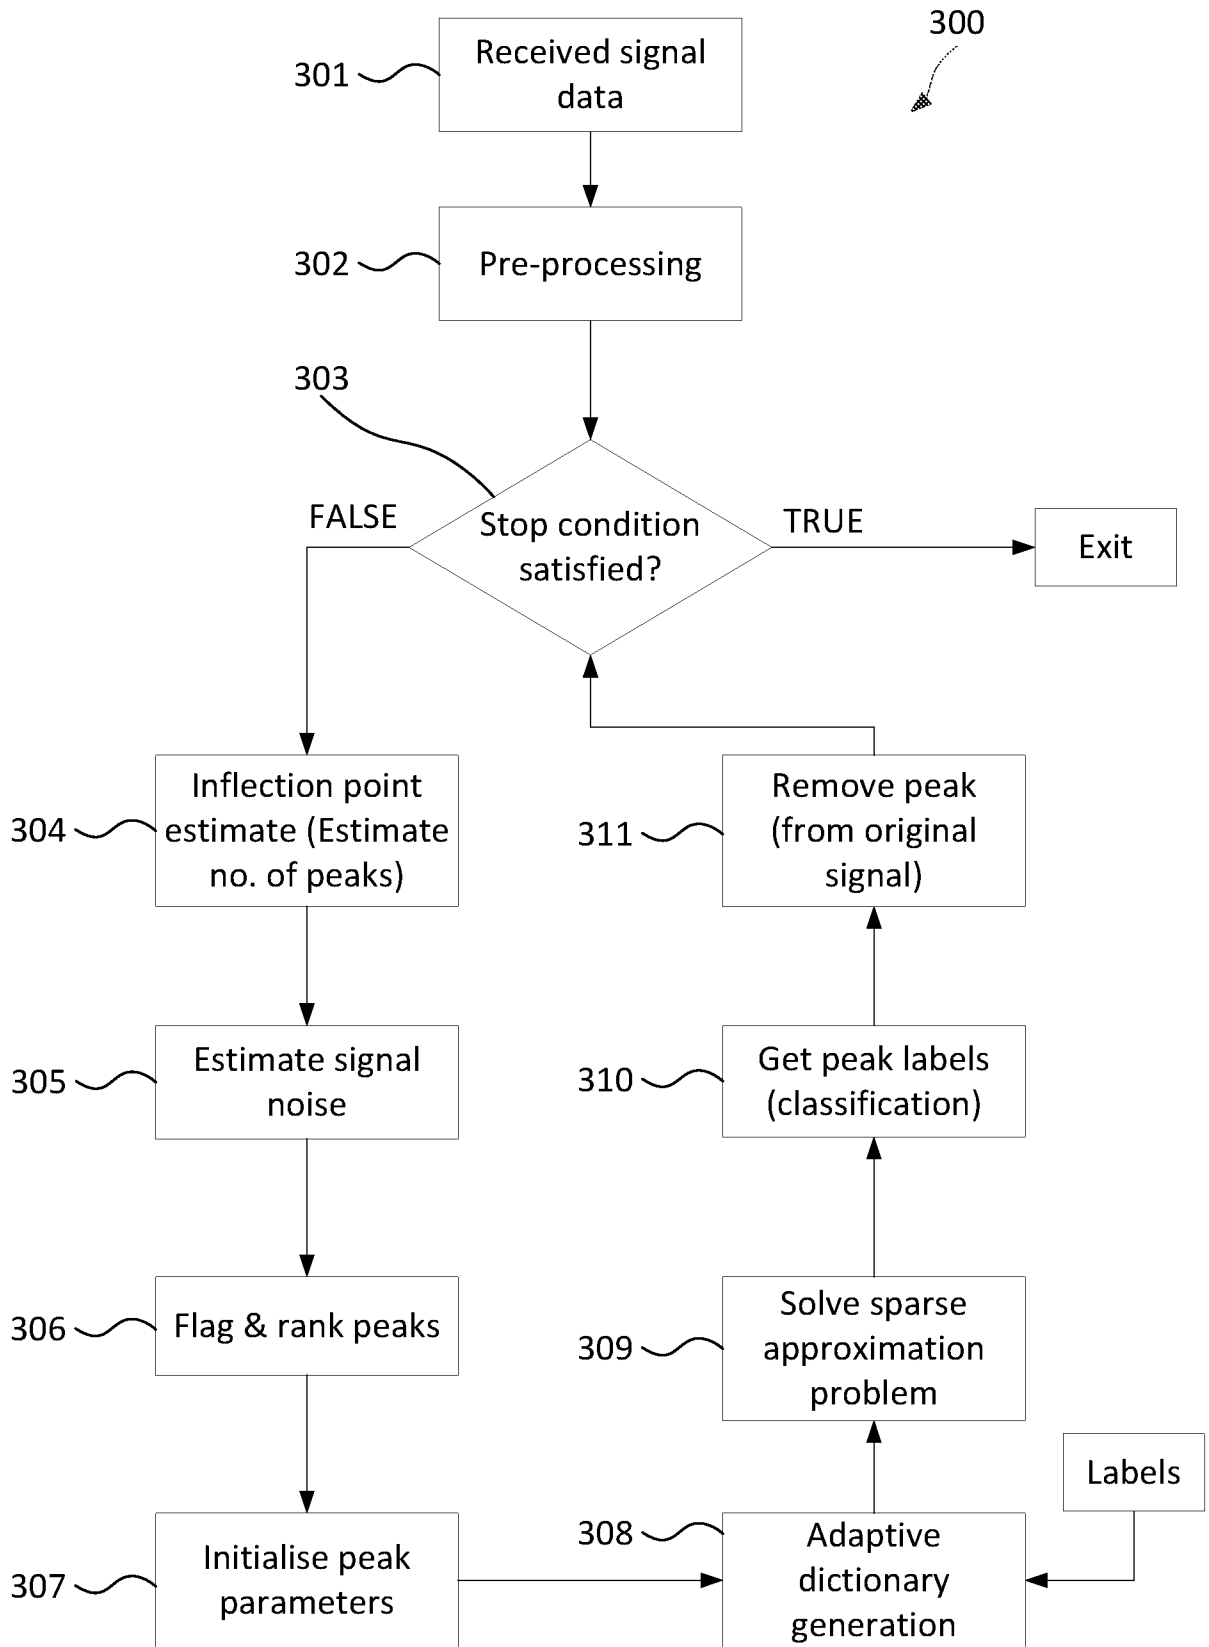 300
301
Received signal
data
302
Pre-processing
303
FALSE
Stop condition
satisfied?
TRUE
Exit
304
Inflection point
estimate (Estimate
no. of peaks)
305
Estimate signal
noise
306
Flag & rank peaks
307
Initialise peak
parameters
308
Adaptive
dictionary
generation
Labels
309
Solve sparse
approximation
problem
310
Get peak labels
(classification)
311
Remove peak
(from original
signal)